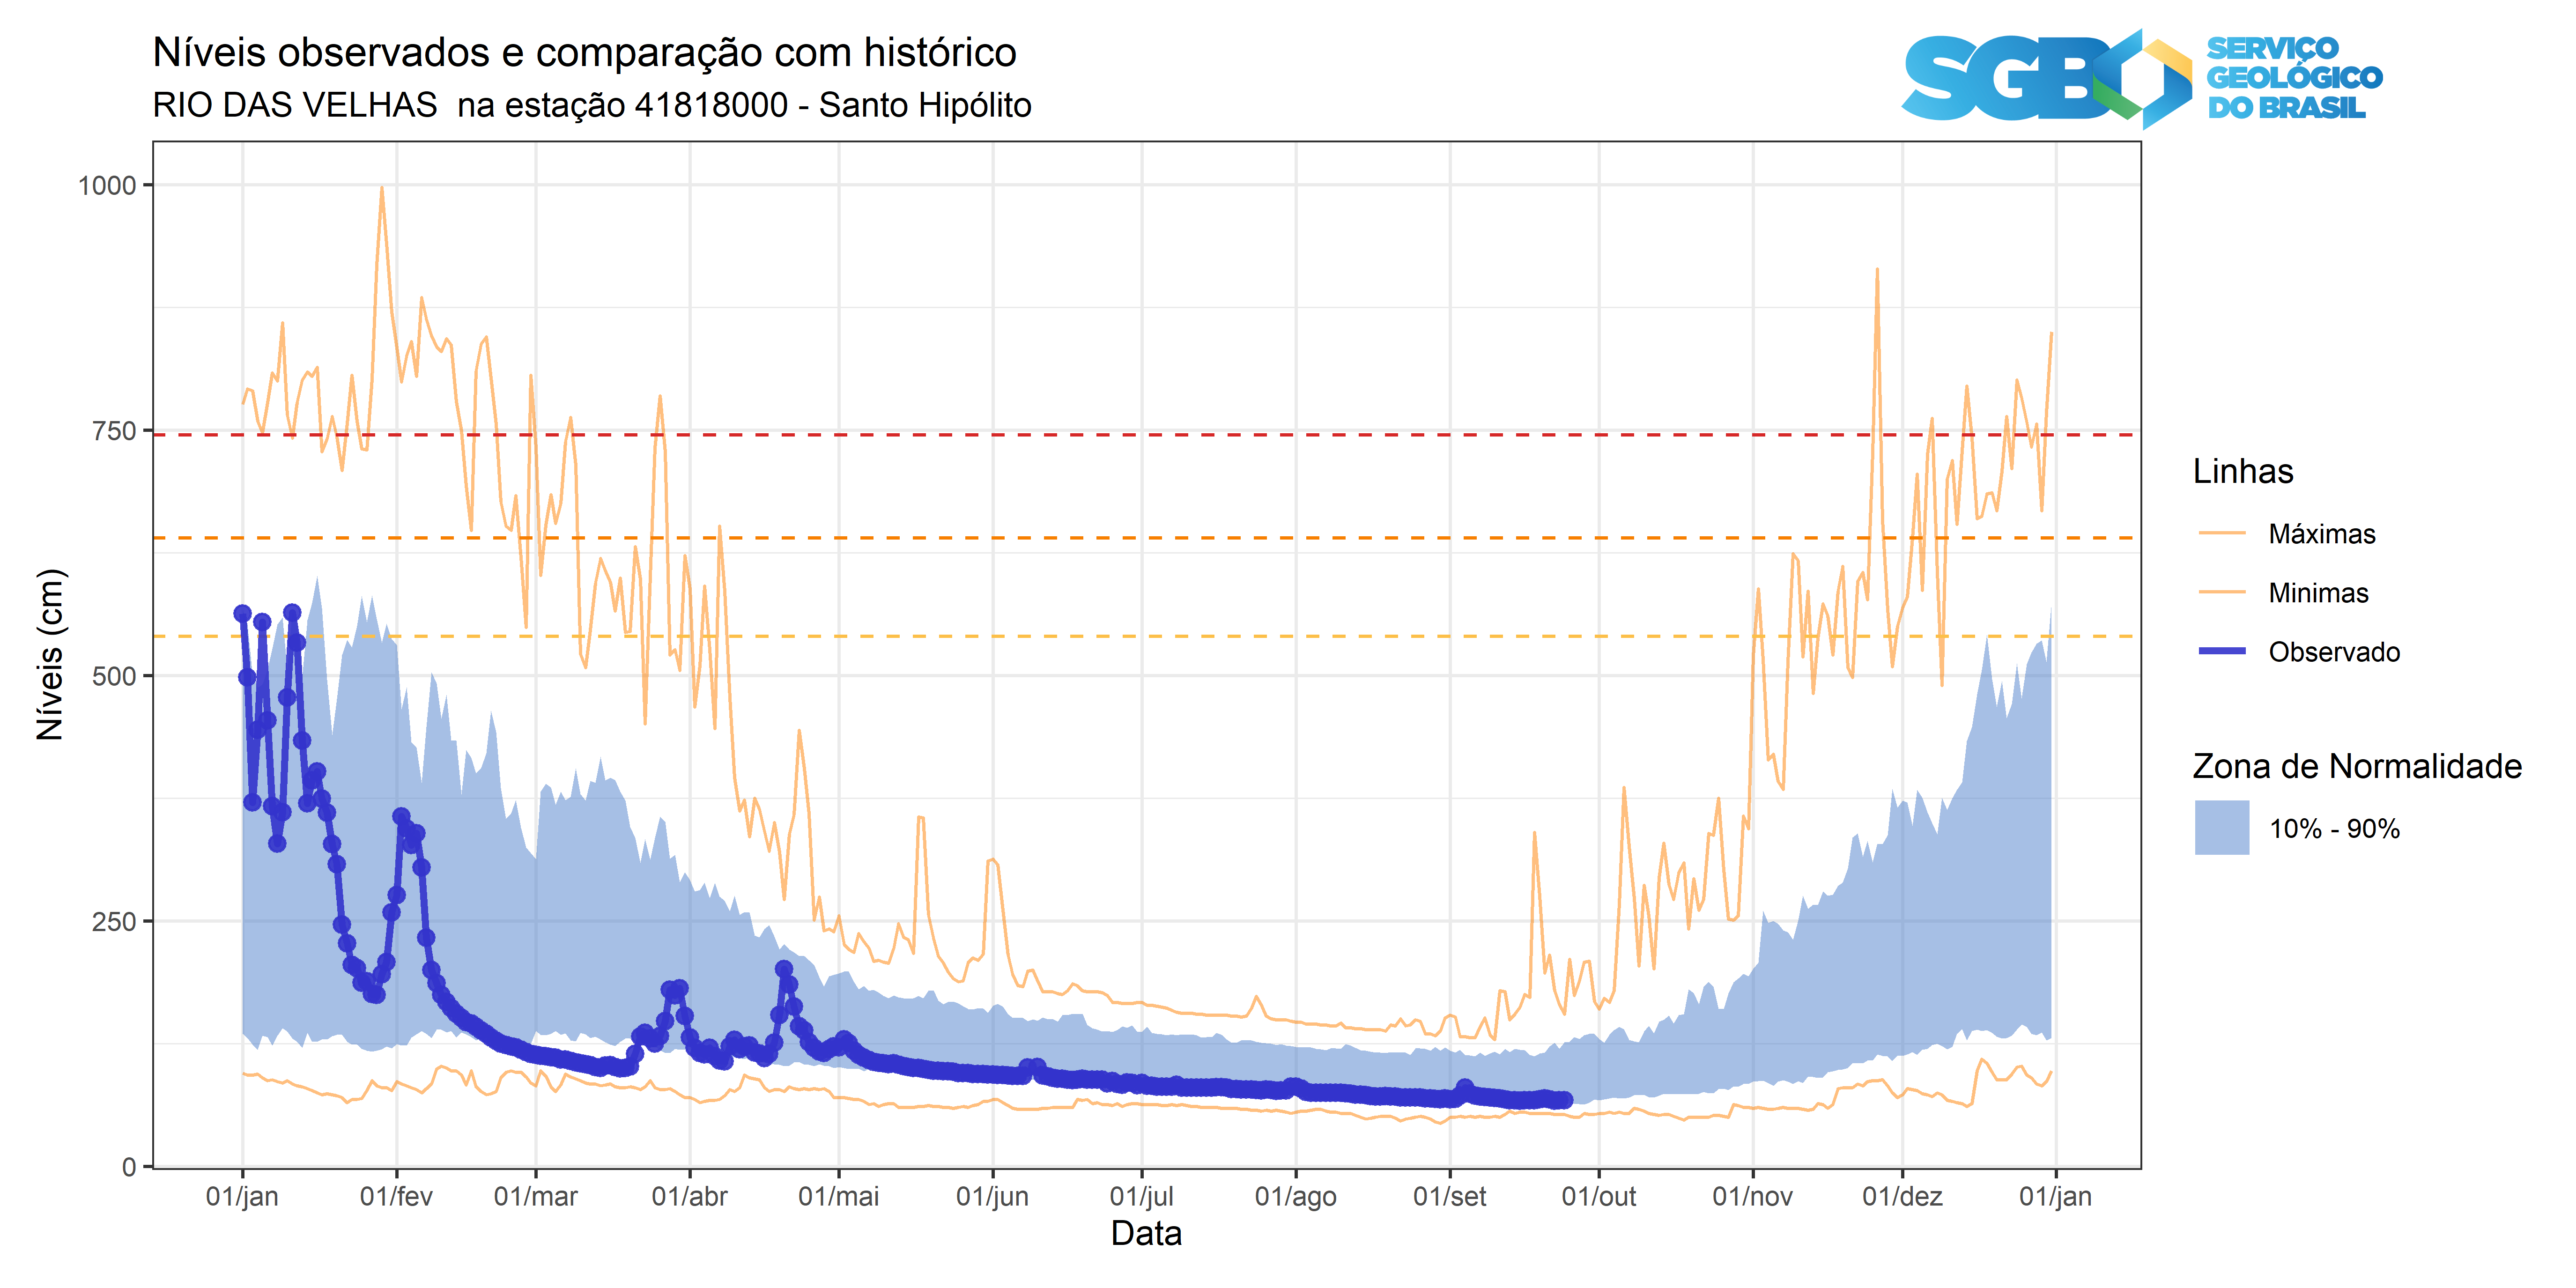 Níveis observados e comparação com histórico
RIO DAS VELHAS  na estação 41818000 - Santo Hipólito
SGB
SERVIÇO
GEOLÓGICO
DO BRASIL
Níveis (cm)
1000
750
500
250
0
01/jan
01/fev
01/mar
01/abr
01/mai
01/jun
01/jul
01/ago
01/set
01/out
01/nov
01/dez
01/jan
Data
Linhas
Máximas
Minimas
Observado
Zona de Normalidade
10% - 90%